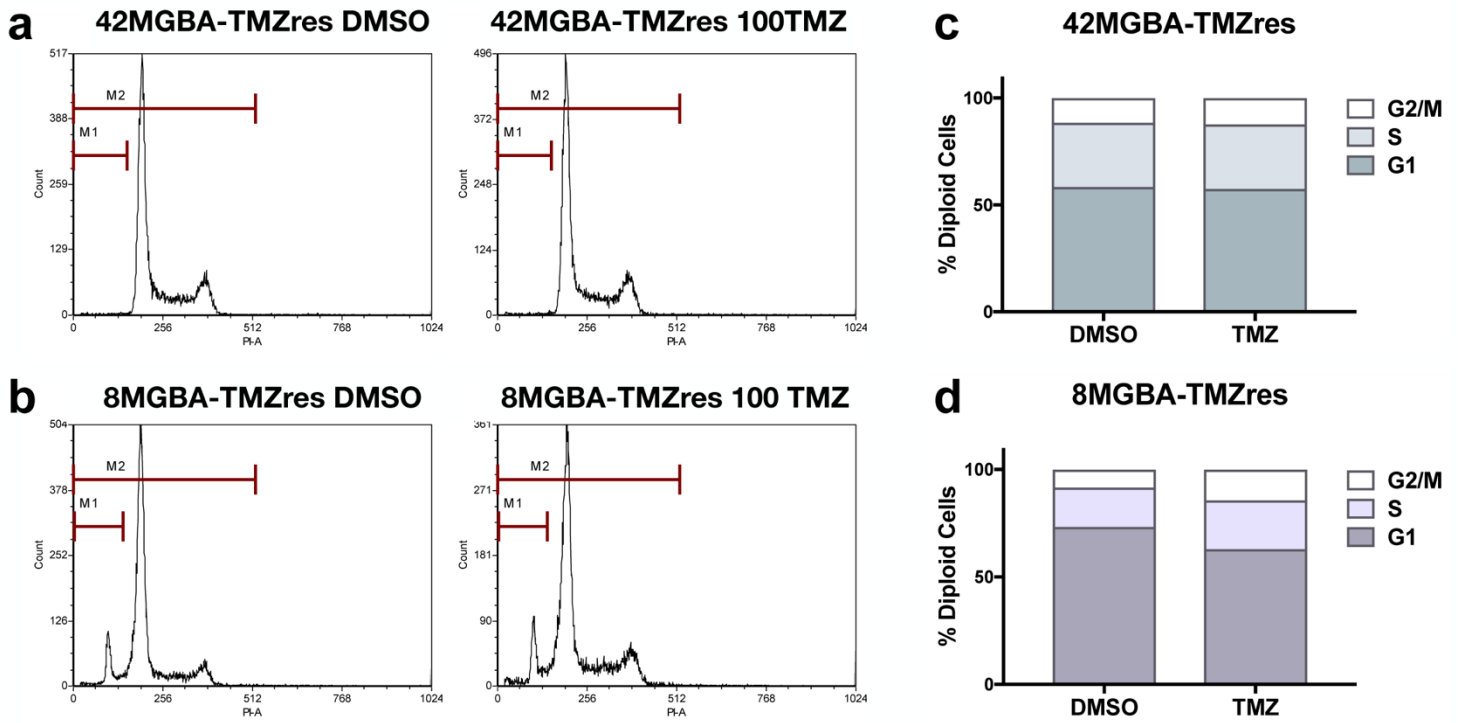 a
42MGBA-TMZres DMSO
517
388
259
129
0
Count
M2
M1
0 256 512 768 1024
PI-A
42MGBA-TMZres 100TMZ
496
372
248
124
0
Count
M2
M1
0 256 512 768 1024
PI-A
c
42MGBA-TMZres
% Diploid Cells
100
50
0
DMSO TMZ
G2/M
S
G1
b
8MGBA-TMZres DMSO
504
378
252
126
0
Count
M2
M1
0 256 512 768 1024
PI-A
8MGBA-TMZres 100 TMZ
361
271
181
90
0
Count
M2
M1
0 256 512 768 1024
PI-A
d
8MGBA-TMZres
% Diploid Cells
100
50
0
DMSO TMZ
G2/M
S
G1